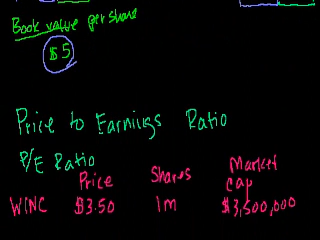 Book value per share
$5
Price to Earnings Ratio
P/E Ratio
Price Shares Market
Cap
WINC $3.50 1m $3,500,000